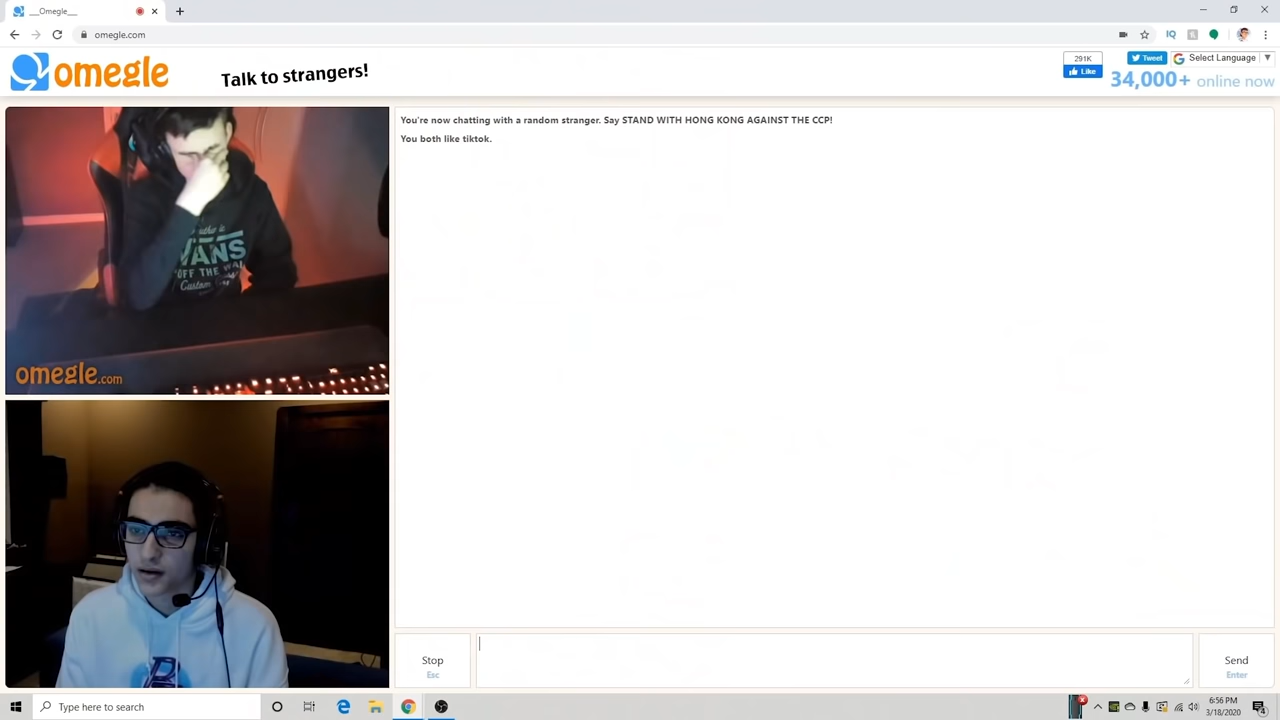 __Omegle__
omegle.com
omegle
Talk to strangers!
291K
Like
Tweet
Select Language
34,000+ online now
You're now chatting with a random stranger. Say STAND WITH HONG KONG AGAINST THE CCP!
You both like tiktok.
VANS
"OFF THE WA
Custom
omegle.com
Stop
Esc
Send
Enter
Type here to search
6:56 PM
3/18/2020